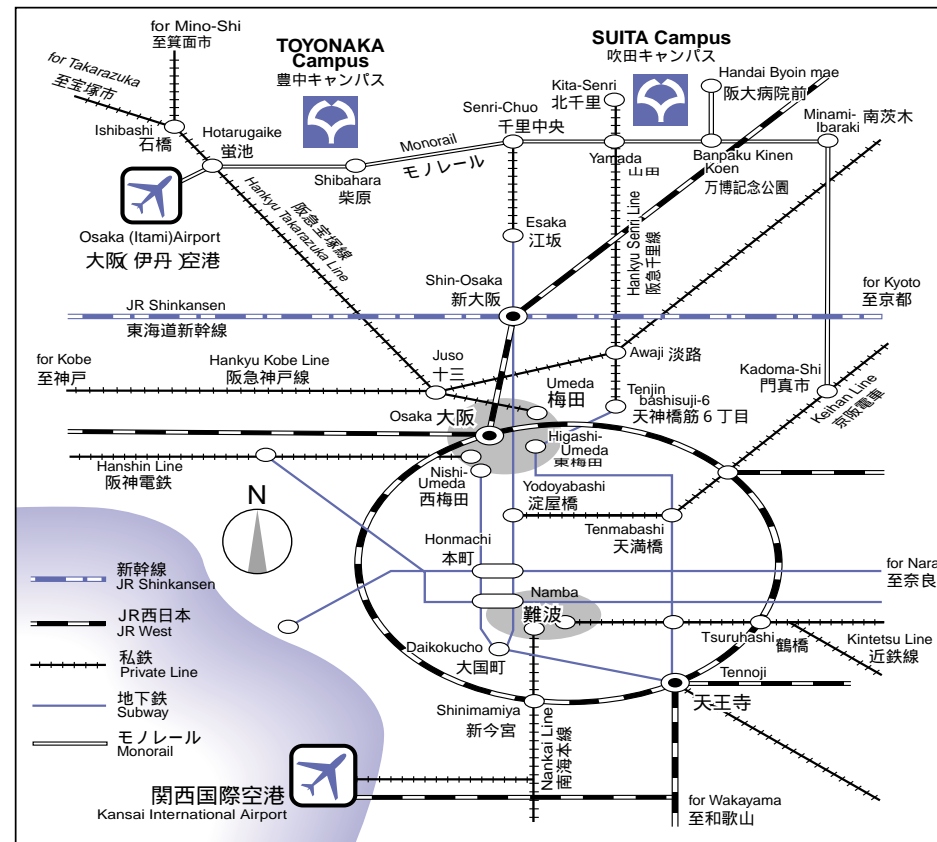 for Mino-Shi
至箕面市
TOYONAKA
Campus
豊中キャンパス
SUITA Campus
吹田キャンパス
for Takarazuka
至宝塚市
Kita-Senri
北千里
Handai Byoin mae
阪大病院前
Senri-Chuo
千里中央
Minami-
Ibaraki
南茨木
Ishibashi
石橋
Hotarugaike
蛍池
Monorail
モノレール
Shibahara
柴原
Yamada
山田
Banpaku Kinen
Koen
万博記念公園
Osaka (Itami)Airport
大阪(伊丹)空港
阪急宝塚線
Hankyu Takarazuka Line
Esaka
江坂
Hankyu Senri Line
阪急千里線
Shin-Osaka
新大阪
for Kyoto
至京都
JR Shinkansen
東海道新幹線
for Kobe
至神戸
Hankyu Kobe Line
阪急神戸線
Juso
十三
Awaji 淡路
Kadoma-Shi
門真市
Umeda
梅田
Tenjin
bashisuji-6
天神橋筋6丁目
Keihan Line
京阪電車
Osaka 大阪
Higashi-
Umeda
東梅田
Hanshin Line
阪神電鉄
Nishi-
Umeda
西梅田
Yodoyabashi
淀屋橋
Tenmabashi
天満橋
N
Honmachi
本町
for Nara
至奈良
新幹線
JR Shinkansen
Namba
難波
JR西日本
JR West
Tsuruhashi
鶴橋
Kintetsu Line
近鉄線
私鉄
Private Line
Daikokucho
大国町
Tennoji
天王寺
地下鉄
Subway
Shinimamiya
新今宮
モノレール
Monorail
Nankai Line
南海本線
関西国際空港
Kansai International Airport
for Wakayama
至和歌山